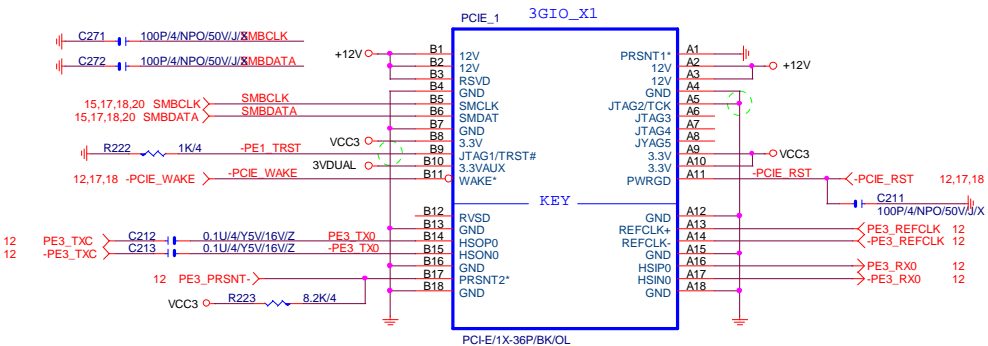 3GIO_X1
PCIE_1
C271 100P/4/NPO/50V/J/X SMBCLK
C272 100P/4/NPO/50V/J/X SMBDATA
+12V B1 12V PRSNT1* A1
B2 12V 12V A2 +12V
B3 RSVD 12V A3
B4 GND GND A4
15,17,18,20 SMBCLK SMBCLK B5 SMCLK JTAG2/TCK A5
15,17,18,20 SMBDATA SMBDATA B6 SMDAT JTAG3 A6
B7 GND JTAG4 A7
VCC3 B8 3.3V JYAG5 A8
R222 1K/4 -PE1_TRST B9 JTAG1/TRST# 3.3V A9 VCC3
3VDUAL B10 3.3VAUX 3.3V A10
12,17,18 -PCIE_WAKE -PCIE_WAKE B11 WAKE* PWRGD A11 -PCIE_RST -PCIE_RST 12,17,18
KEY
C211
100P/4/NPO/50V/J/X
B12 RVSD GND A12
B13 GND REFCLK+ A13 PE3_REFCLK 12
12 PE3_TXC C212 0.1U/4/Y5V/16V/Z PE3_TX0 B14 HSOP0 REFCLK- A14 -PE3_REFCLK 12
12 -PE3_TXC C213 0.1U/4/Y5V/16V/Z -PE3_TX0 B15 HSON0 GND A15
B16 GND HSIP0 A16 PE3_RX0 12
12 PE3_PRSNT- B17 PRSNT2* HSIN0 A17 -PE3_RX0 12
B18 GND GND A18
VCC3 R223 8.2K/4
PCI-E/1X-36P/BK/OL